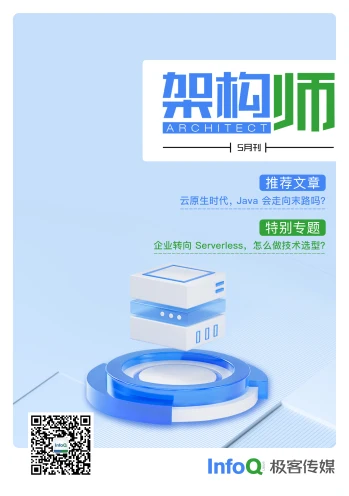 架构师
ARCHITECT
5月刊
推荐文章
云原生时代，Java 会走向末路吗？
特别专题
企业转向 Serverless，怎么做技术选型？
InfoQ 极客传媒